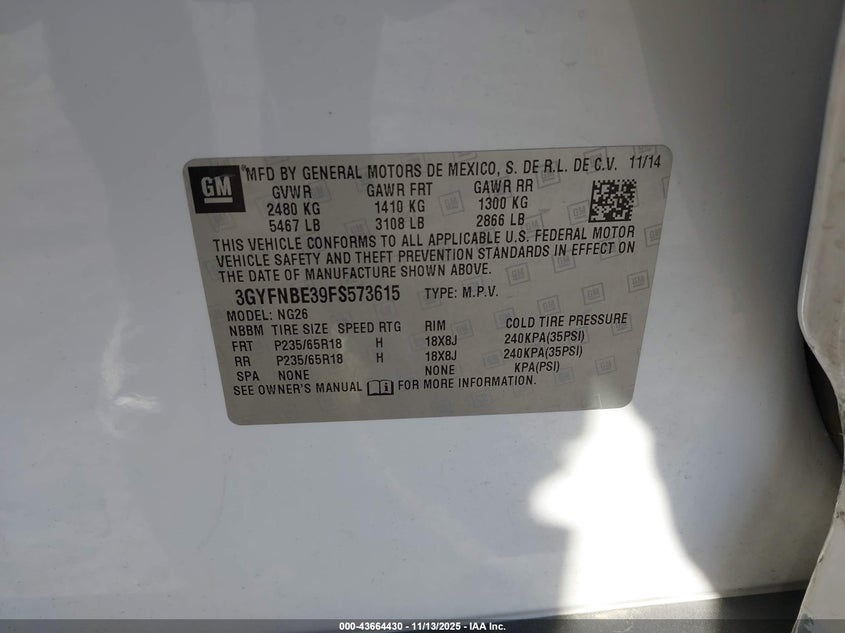 GM
® MFD BY GENERAL MOTORS DE MEXICO, S. DE R.L. DE C.V. 11/14
GVWR GAWR FRT GAWR RR
2480 KG 1410 KG 1300 KG
5467 LB 3108 LB 2866 LB
THIS VEHICLE CONFORMS TO ALL APPLICABLE U.S. FEDERAL MOTOR
VEHICLE SAFETY AND THEFT PREVENTION STANDARDS IN EFFECT ON
THE DATE OF MANUFACTURE SHOWN ABOVE.
3GYFNBE39FS573615 TYPE: M.P.V.
MODEL: NG26
NBBM TIRE SIZE SPEED RTG RIM COLD TIRE PRESSURE
FRT P235/65R18 H 18X8J 240KPA(35PSI)
RR P235/65R18 H 18X8J 240KPA(35PSI)
SPA NONE NONE KPA(PSI)
SEE OWNER'S MANUAL FOR MORE INFORMATION.
000-43664430 - 11/13/2025 - IAA Inc.